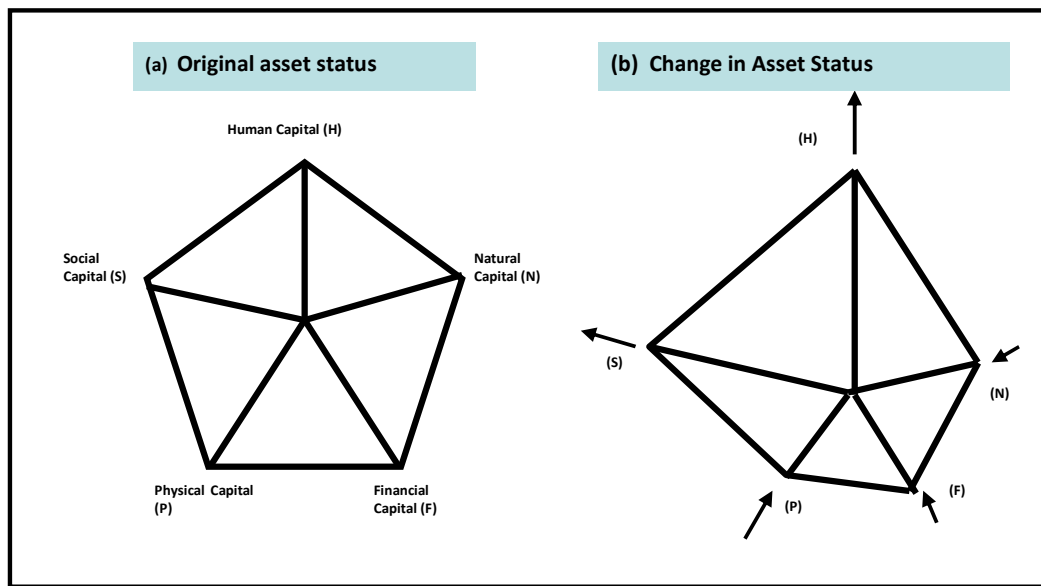 (a) Original asset status
(b) Change in Asset Status
Human Capital (H)
Social
Capital (S)
Natural
Capital (N)
Physical Capital
(P)
Financial
Capital (F)
(H)
(S)
(N)
(P)
(F)